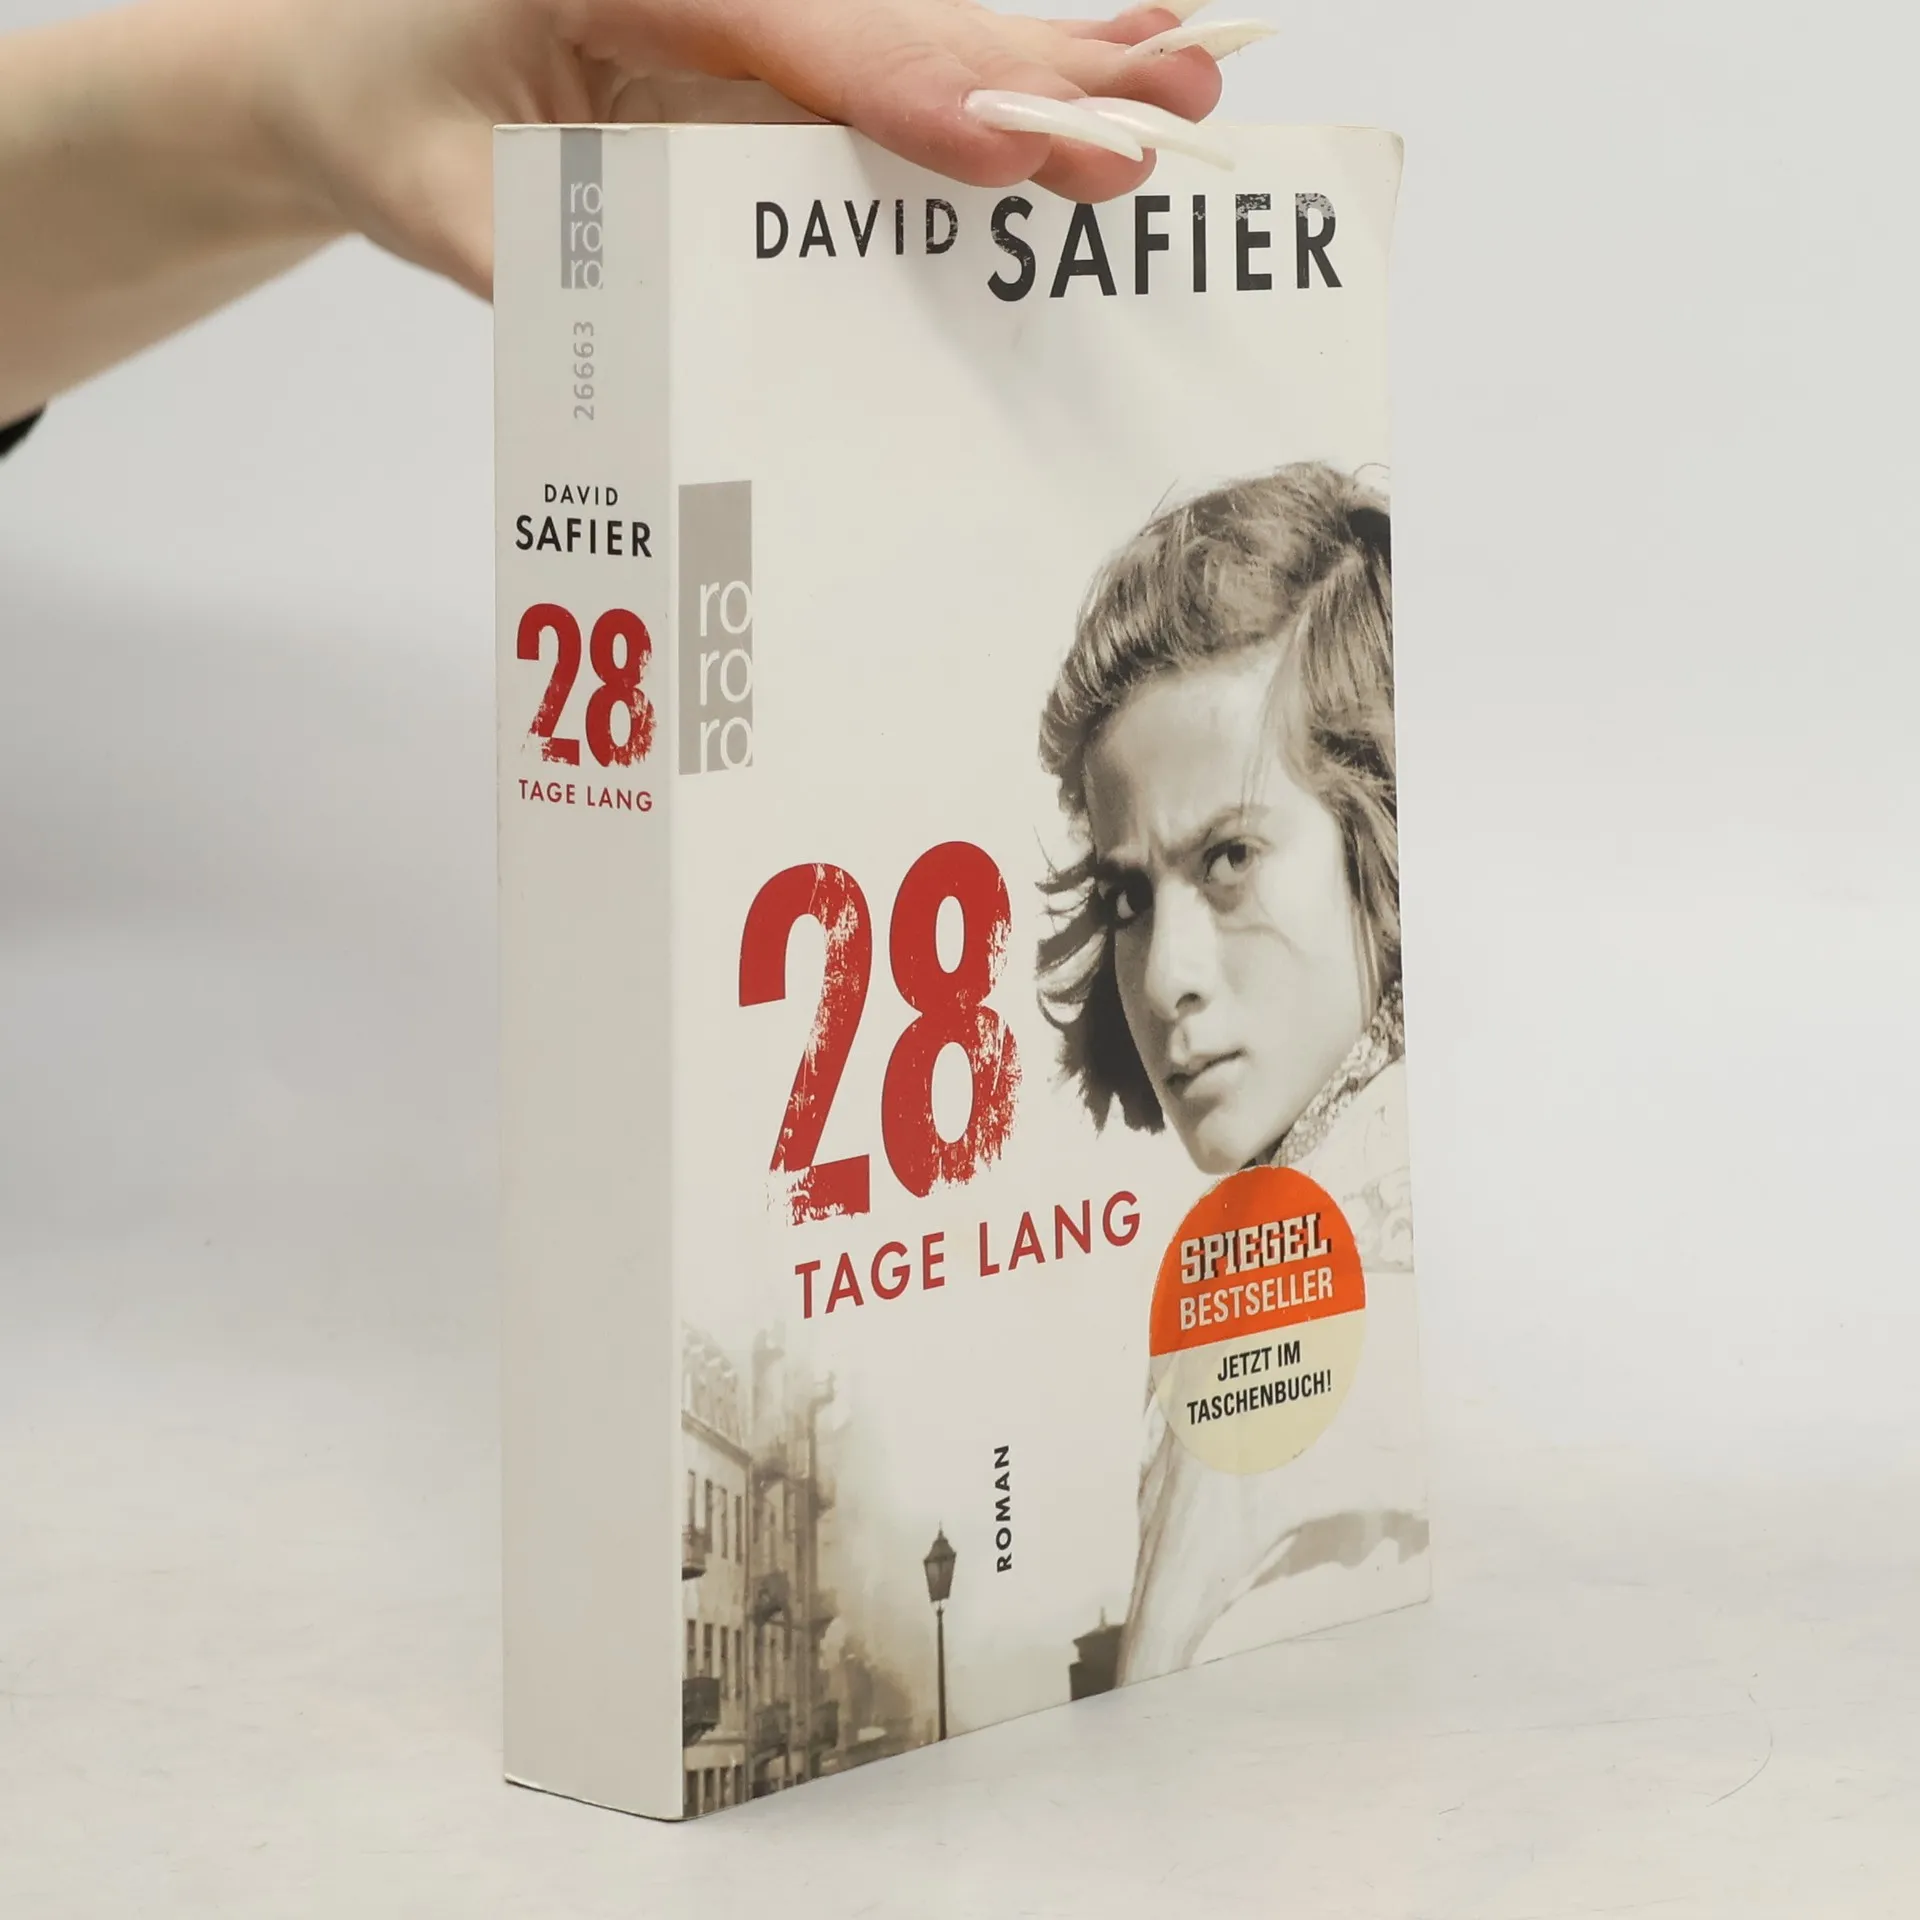 ro
ro
ro
26663
DAVID
SAFIER
28
TAGE LANG
DAVID SAFIER
ro
ro
ro
28
TAGE LANG
SPIEGEL
BESTSELLER
JETZT IM
TASCHENBUCH!
ROMAN